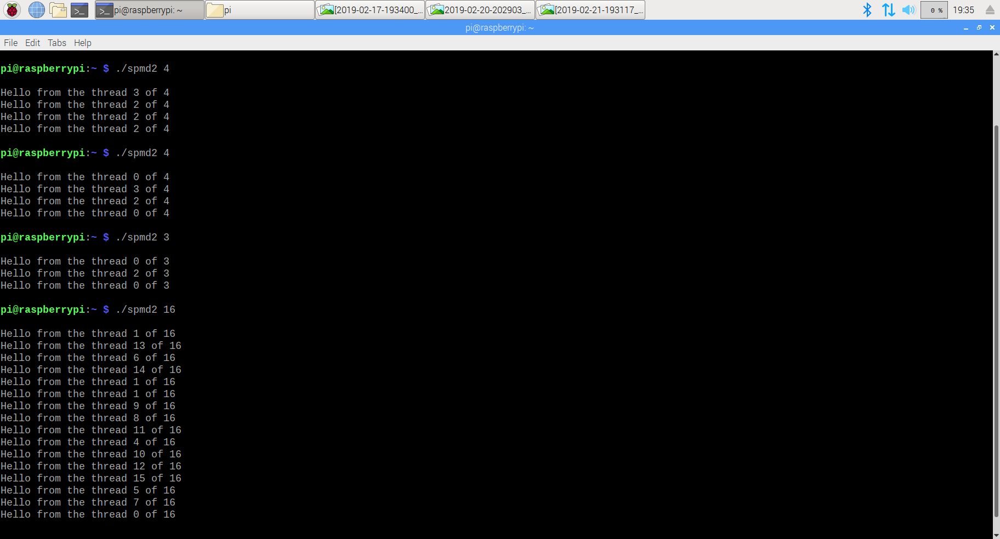 pi@raspberrypi: ~
pi
[2019-02-17-193400_...
2019-02-20-202903_...
[2019-02-21-193117_...
0 %
19:35
pi@raspberrypi: ~
File Edit Tabs Help
pi@raspberrypi:~ $ ./spmd2 4
Hello from the thread 3 of 4
Hello from the thread 2 of 4
Hello from the thread 2 of 4
Hello from the thread 2 of 4
pi@raspberrypi:~ $ ./spmd2 4
Hello from the thread 0 of 4
Hello from the thread 3 of 4
Hello from the thread 2 of 4
Hello from the thread 0 of 4
pi@raspberrypi:~ $ ./spmd2 3
Hello from the thread 0 of 3
Hello from the thread 2 of 3
Hello from the thread 0 of 3
pi@raspberrypi:~ $ ./spmd2 16
Hello from the thread 1 of 16
Hello from the thread 13 of 16
Hello from the thread 6 of 16
Hello from the thread 14 of 16
Hello from the thread 1 of 16
Hello from the thread 1 of 16
Hello from the thread 9 of 16
Hello from the thread 8 of 16
Hello from the thread 11 of 16
Hello from the thread 4 of 16
Hello from the thread 10 of 16
Hello from the thread 12 of 16
Hello from the thread 15 of 16
Hello from the thread 5 of 16
Hello from the thread 7 of 16
Hello from the thread 0 of 16